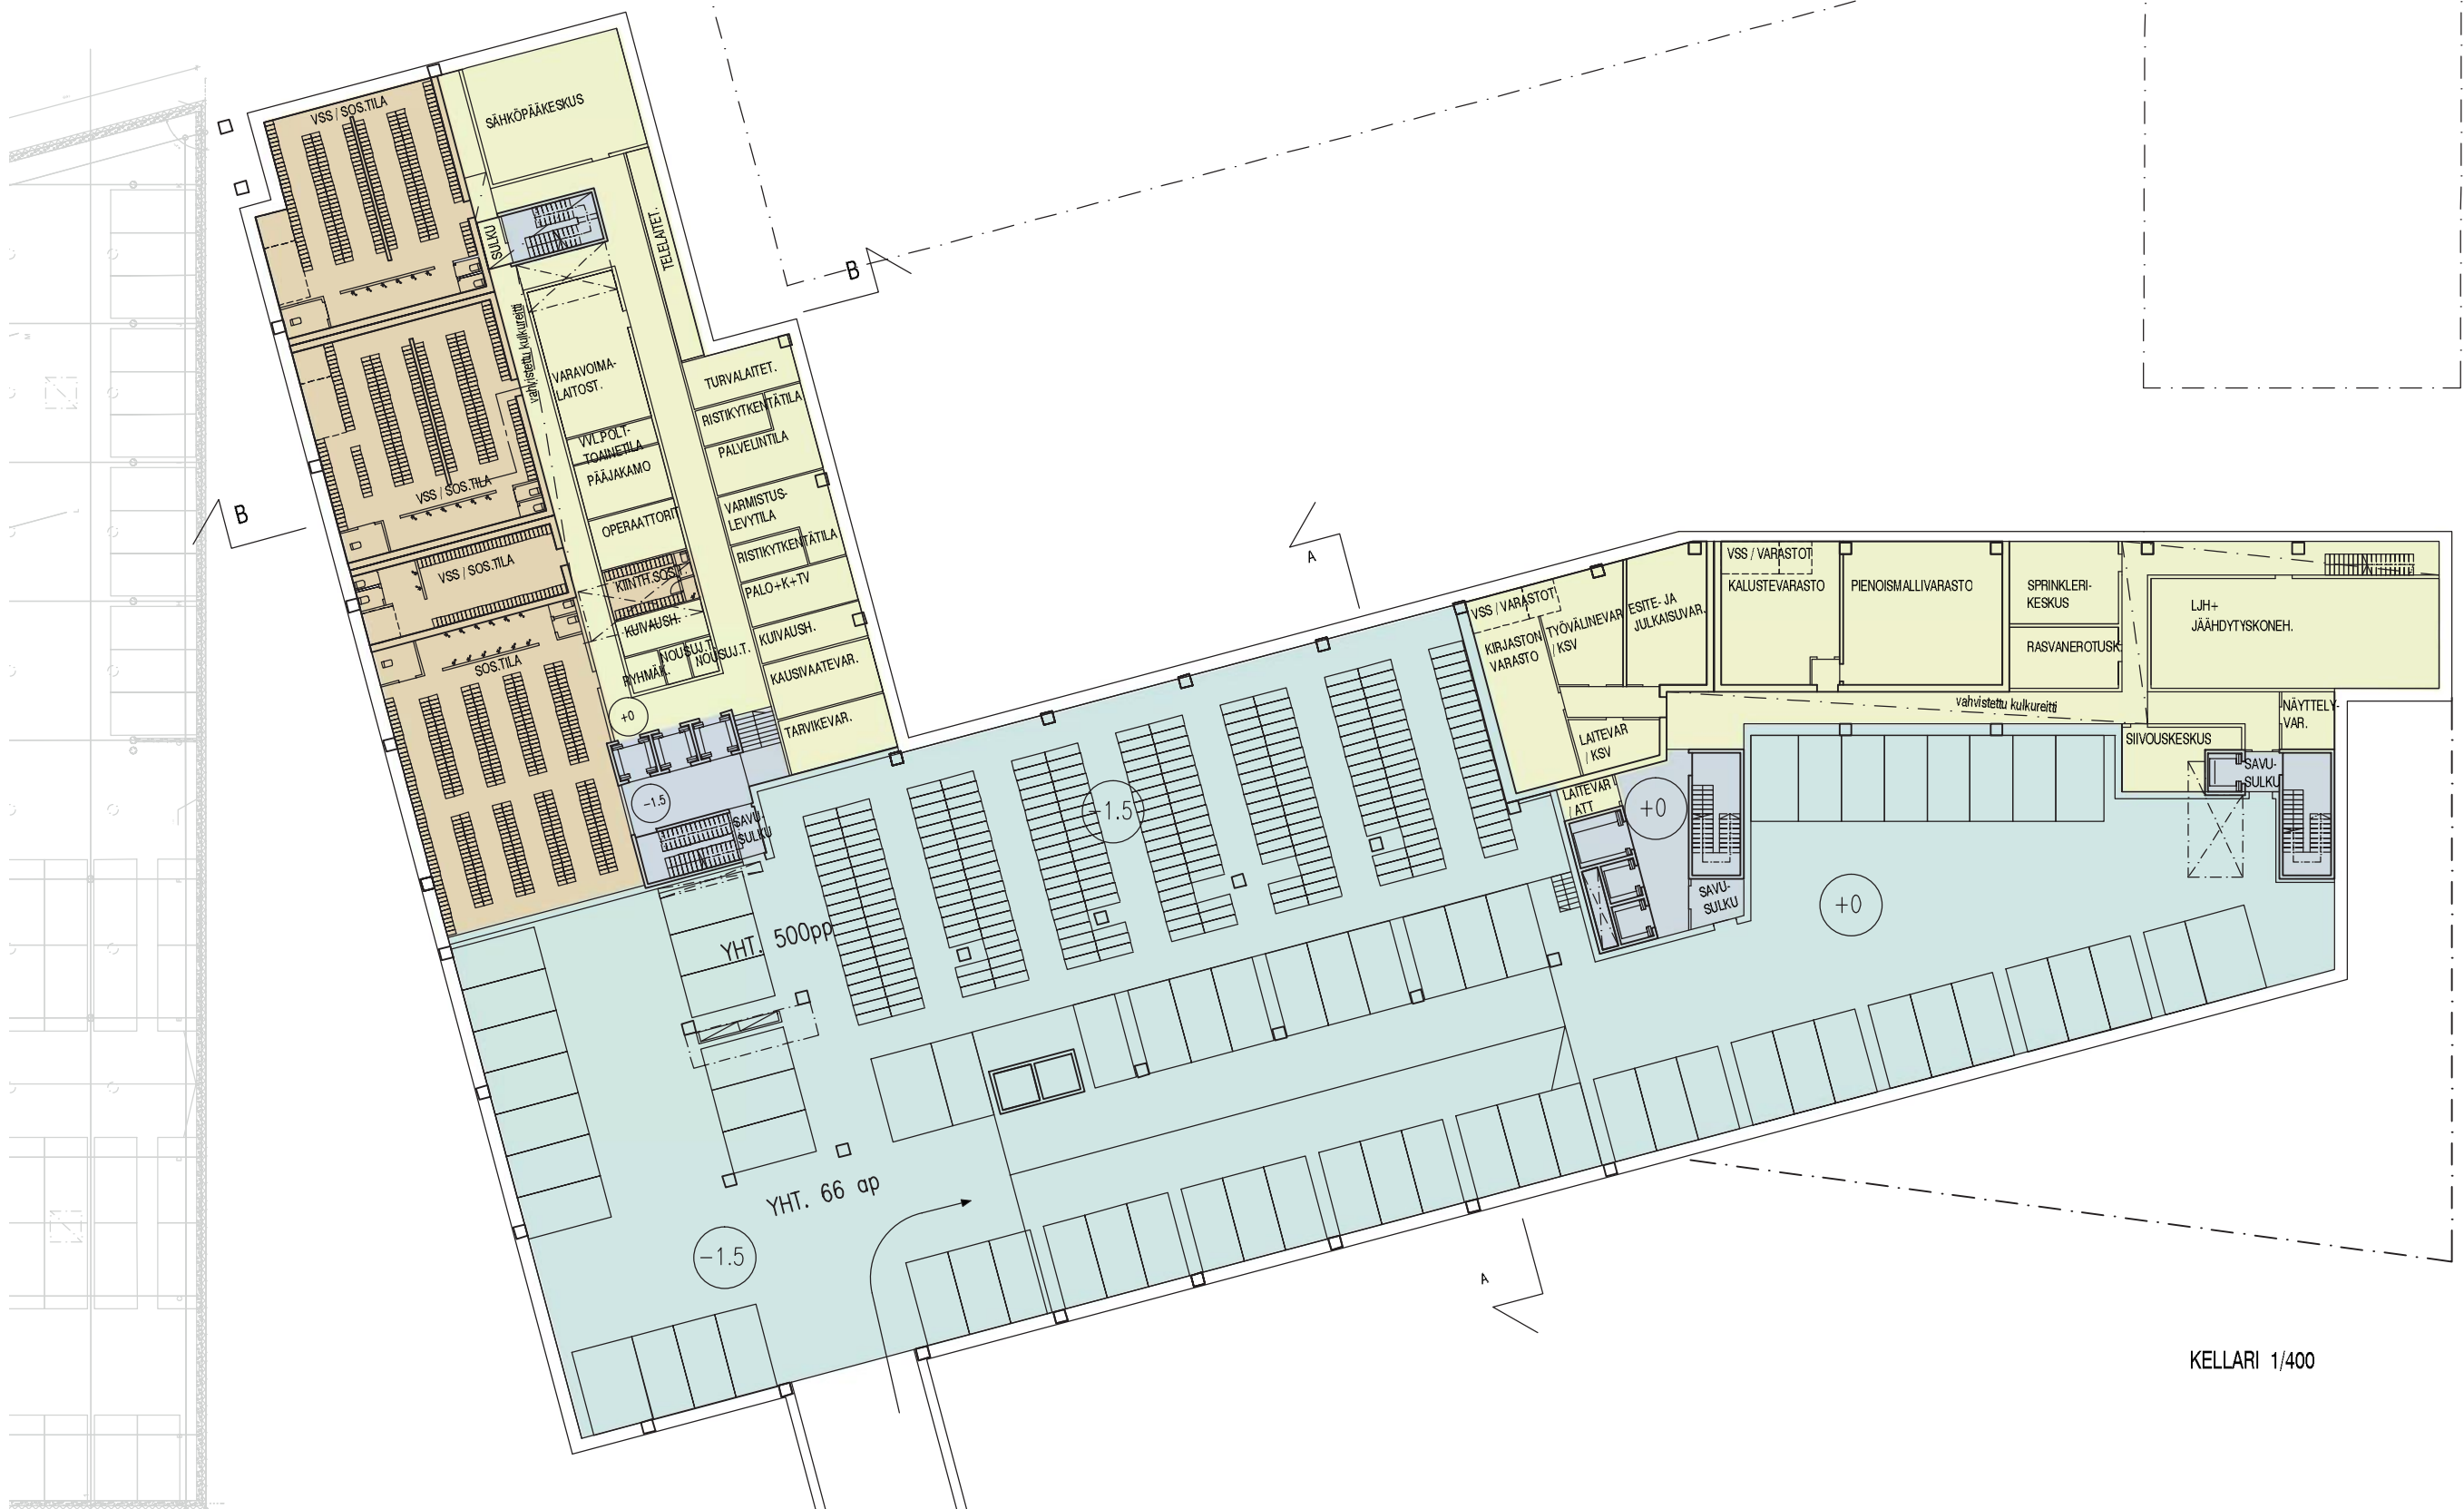 VSS / SOS.TILA
SÄHKÖPÄÄKESKUS
SULKU
TELELAITET.
B
vahvistettu kulkureitti
VARAVOIMA-
LAITOST.
TURVALAITET.
RISTIKYTKENTÄTILA
VVL.POLT-
TOAINETILA
PALVELINTILA
PÄÄJAKAMO
VSS / SOS.TILA
B
VARMISTUS-
LEVYTILA
OPERAATTORIT
RISTIKYTKENTÄTILA
VSS / SOS.TILA
KIINTH.SOS.T.
PALO+K+TV
KUIVAUSH.
KUIVAUSH.
NOUSUJ.T.
NOUSUJ.T.
RYHMÄK.
SOS.TILA
KAUSIVAATEVAR.
+0
TARVIKEVAR.
-1.5
SAVU-
SULKU
A
VSS / VARASTOT
KIRJASTON
VARASTO
TYÖVÄLINEVAR.
/ KSV
ESITE- JA
JULKAISUVAR.
VSS / VARASTOT
KALUSTEVARASTO
PIENOISMALLIVARASTO
SPRINKLERI-
KESKUS
LJH+
JÄÄHDYTYSKONEH.
RASVANEROTUSK.
vahvistettu kulkureitti
NÄYTTELY-
VAR.
LAITEVAR
/ KSV
SIIVOUSKESKUS
SAVU-
SULKU
LAITEVAR
/ ATT
+0
-1.5
SAVU-
SULKU
+0
YHT. 500pp
YHT. 66 ap
-1.5
A
KELLARI 1/400